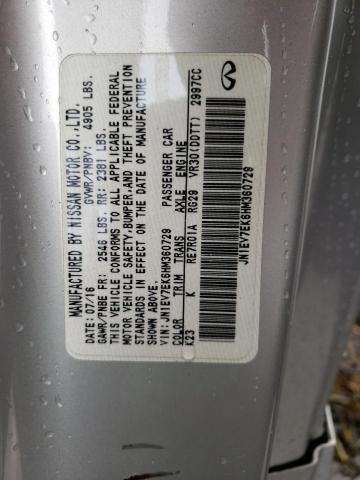 MANUFACTURED BY NISSAN MOTOR CO.,LTD.
DATE: 07/16 GVWR/PNBV: 4905 LBS.
GAWR/PNBE FR: 2546 LBS. RR: 2381 LBS.
THIS VEHICLE CONFORMS TO ALL APPLICABLE FEDERAL
MOTOR VEHICLE SAFETY,BUMPER,AND THEFT PREVENTION
STANDARDS IN EFFECT ON THE DATE OF MANUFACTURE
SHOWN ABOVE.
VIN: JN1EV7EK6HM360729 PASSENGER CAR
COLOR TRIM TRANS AXLE ENGINE
K23 K RE7R01A RG29 VR30(DDTT) 2997CC
JN1EV7EK6HM360729